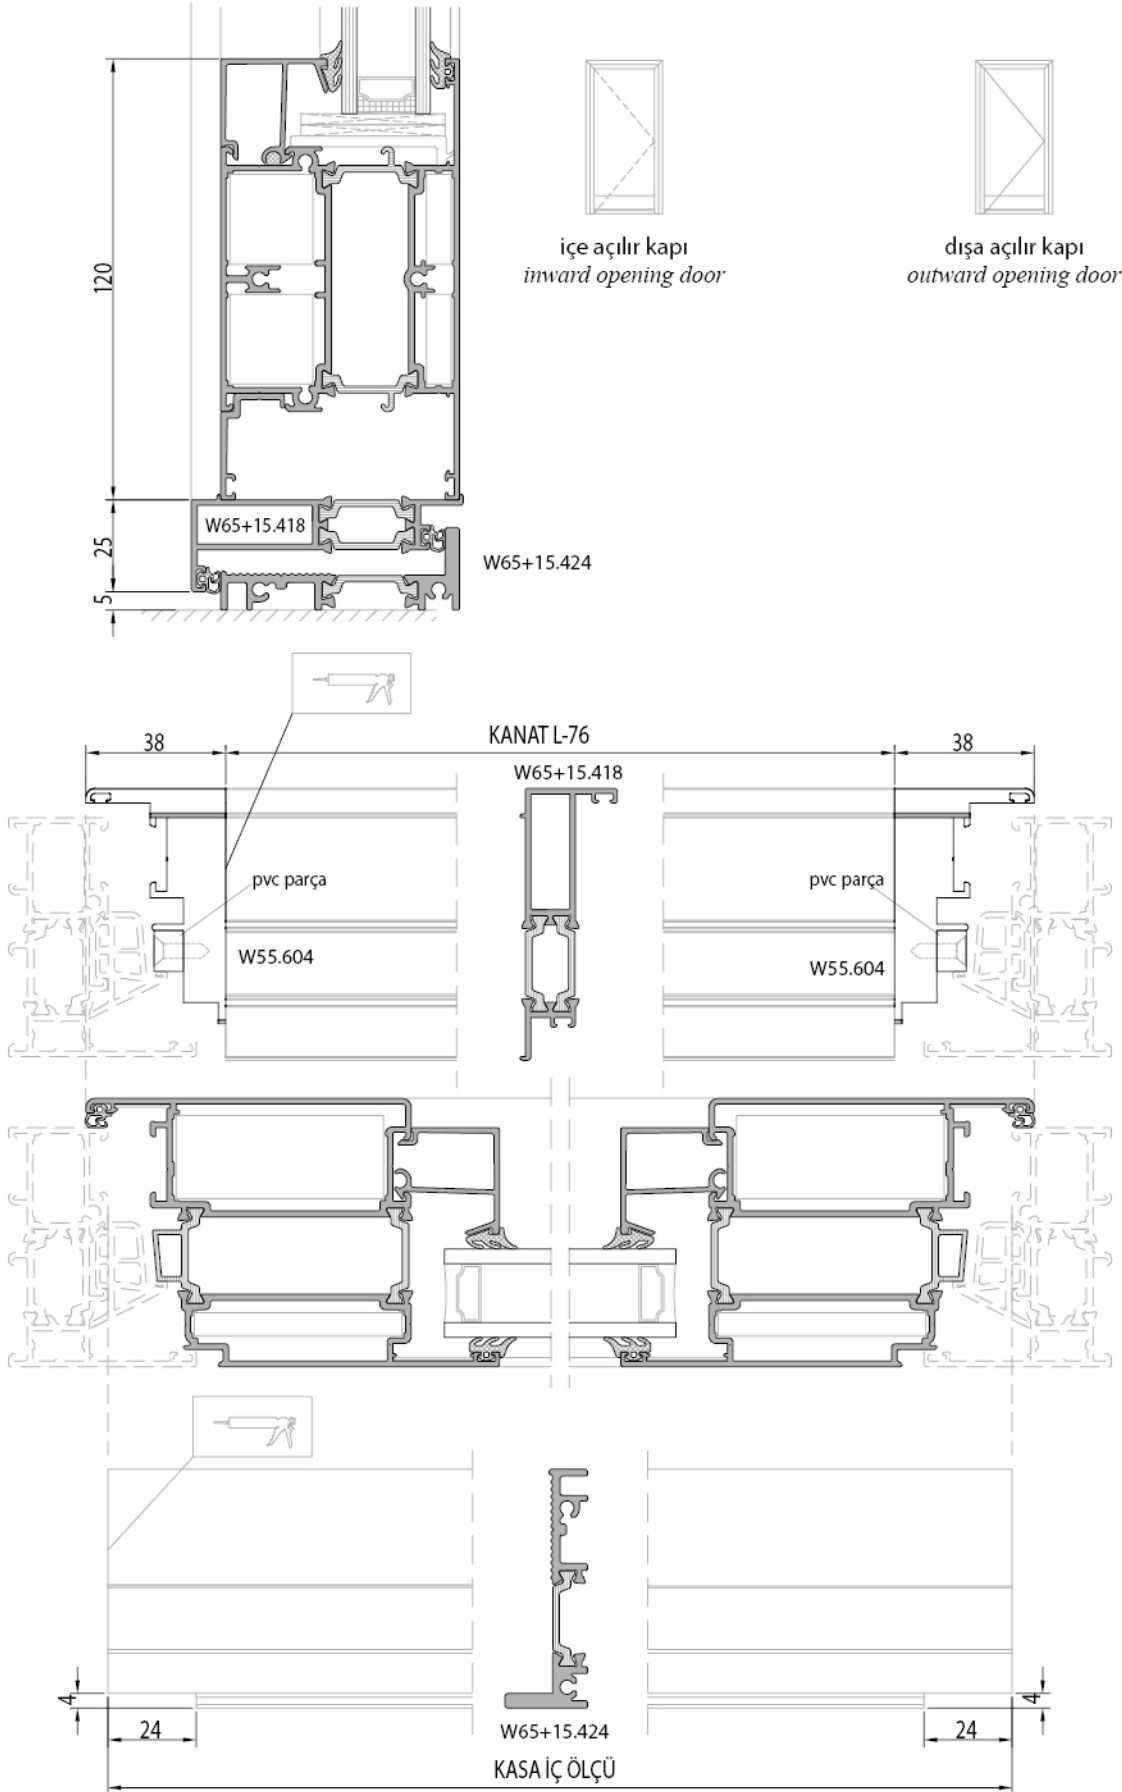 120
içe açılır kapı
inward opening door
dışa açılır kapı
outward opening door
W65+15.418
25
W65+15.424
5
38
KANAT L-76
38
W65+15.418
pvc parça
pvc parça
W55.604
W55.604
4
4
24
W65+15.424
24
KASA İÇ ÖLÇÜ